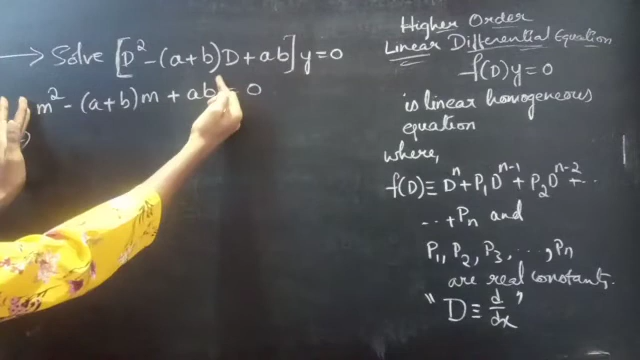 → Solve [D² - (a+b)D + ab] y = 0
m² - (a+b)m + ab = 0
Higher Order
Linear Differential Equation
f(D)y = 0
is linear homogeneous
equation
where,
f(D) ≡ Dⁿ + P₁Dⁿ⁻¹ + P₂Dⁿ⁻² + ..
.. + Pₙ and
P₁, P₂, P₃, ..., Pₙ
are real constants.
" D ≡ d/dx "